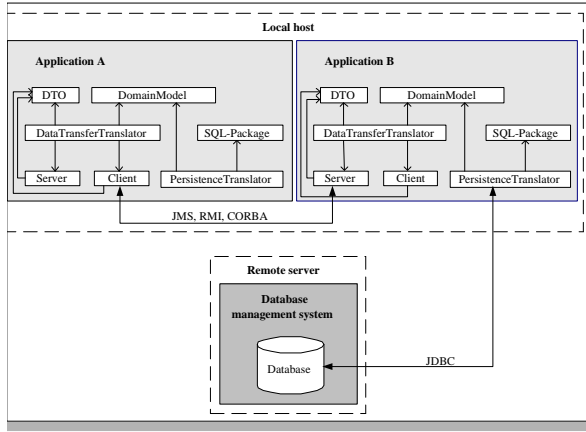 Local host
Application A
Application B
DTO
DomainModel
DTO
DomainModel
DataTransferTranslator
SQL-Package
DataTransferTranslator
SQL-Package
Server
Client
PersistenceTranslator
Server
Client
PersistenceTranslator
JMS, RMI, CORBA
Remote server
Database
management system
Database
JDBC